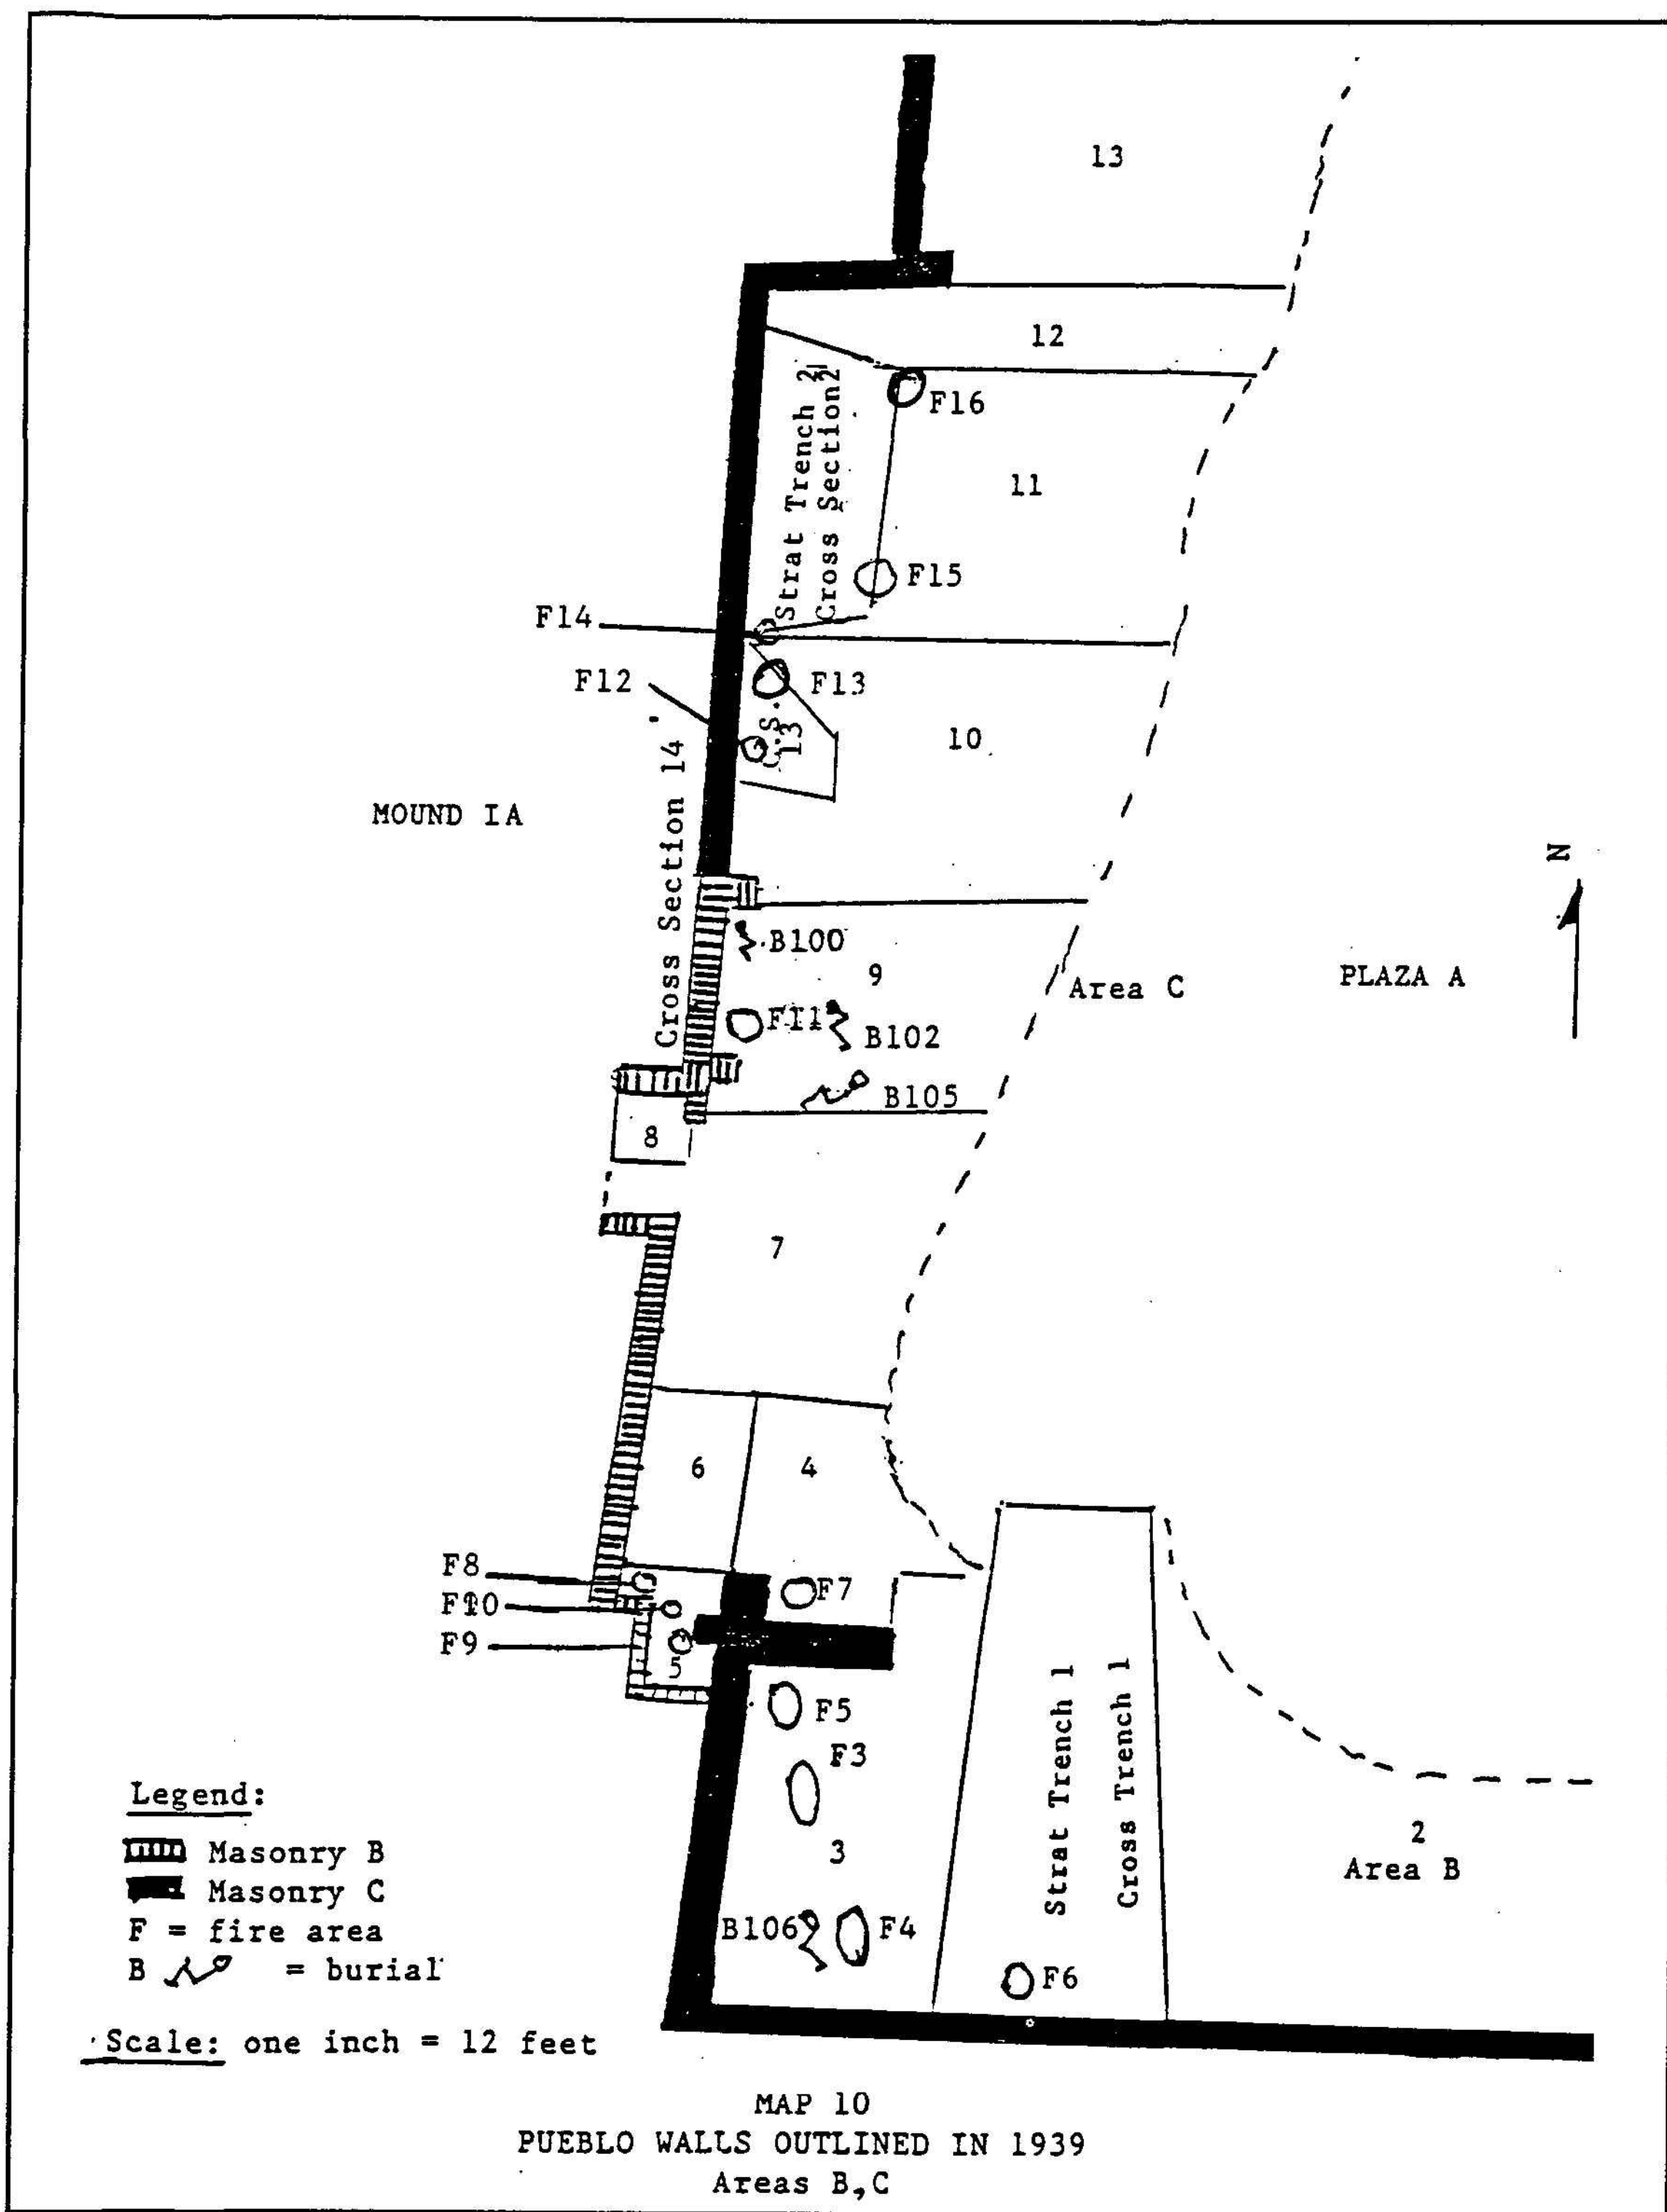 13
12
Strat Trench 2
Cross Section 2
F16
11
F15
F14
F13
F12
C.S.
13
10
MOUND IA
Cross Section 14
N
B100
9
PLAZA A
Area C
F11
B102
B105
8
7
6
4
F8
F7
F10
F9
5
F5
F3
Strat Trench 1
Cross Trench 1
Legend:
3
2
Masonry B
Area B
Masonry C
B106
F4
F = fire area
B = burial
F6
Scale: one inch = 12 feet
MAP 10
PUEBLO WALLS OUTLINED IN 1939
Areas B,C